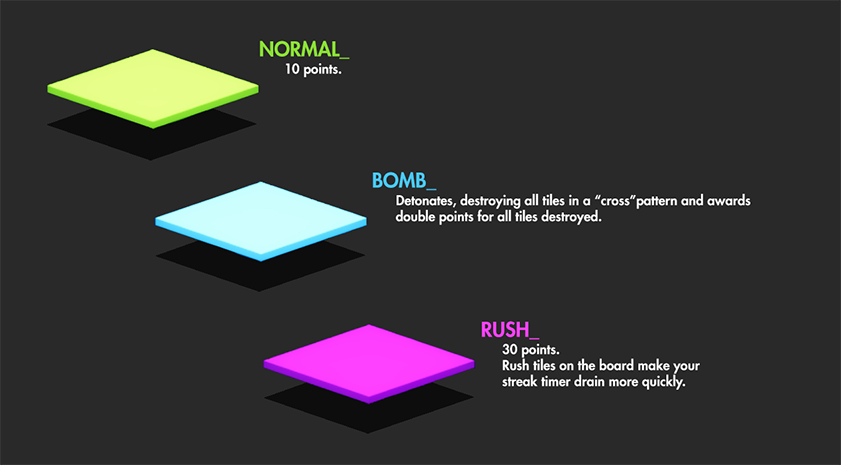 NORMAL_
10 points.
BOMB_
Detonates, destroying all tiles in a “cross”pattern and awards
double points for all tiles destroyed.
RUSH_
30 points.
Rush tiles on the board make your
streak timer drain more quickly.